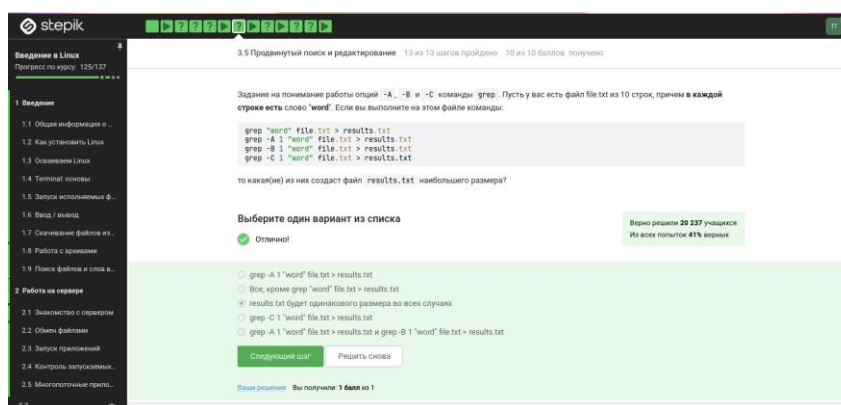 stepik
Введение в Linux
Прогресс по курсу: 125/137
1 Введение
1.1 Общая информация о ...
1.2 Как установить Linux
1.3 Осваиваем Linux
1.4 Terminal: основы
1.5 Запуск исполняемых ф...
1.6 Ввод / вывод
1.7 Скачивание файлов из...
1.8 Работа с архивами
1.9 Поиск файлов и слов в...
2 Работа на сервере
2.1 Знакомство с сервером
2.2 Обмен файлами
2.3 Запуск приложений
2.4 Контроль запускаемых...
2.5 Многопоточные прило...
3.5 Продвинутый поиск и редактирование 13 из 13 шагов пройдено 10 из 10 баллов получено
Задание на понимание работы опций -A, -B и -C команды grep. Пусть у вас есть файл file.txt из 10 строк, причем в каждой
строке есть слово "word". Если вы выполните на этом файле команды:
grep "word" file.txt > results.txt
grep -A 1 "word" file.txt > results.txt
grep -B 1 "word" file.txt > results.txt
grep -C 1 "word" file.txt > results.txt
то какая(ие) из них создаст файл results.txt наибольшего размера?
Выберите один вариант из списка
Отлично!
Верно решили 20 237 учащихся
Из всех попыток 41% верных
grep -A 1 "word" file.txt > results.txt
Все, кроме grep "word" file.txt > results.txt
results.txt будет одинакового размера во всех случаях
grep -C 1 "word" file.txt > results.txt
grep -A 1 "word" file.txt > results.txt и grep -B 1 "word" file.txt > results.txt
Следующий шаг
Решить снова
Ваши решения Вы получили: 1 балл из 1